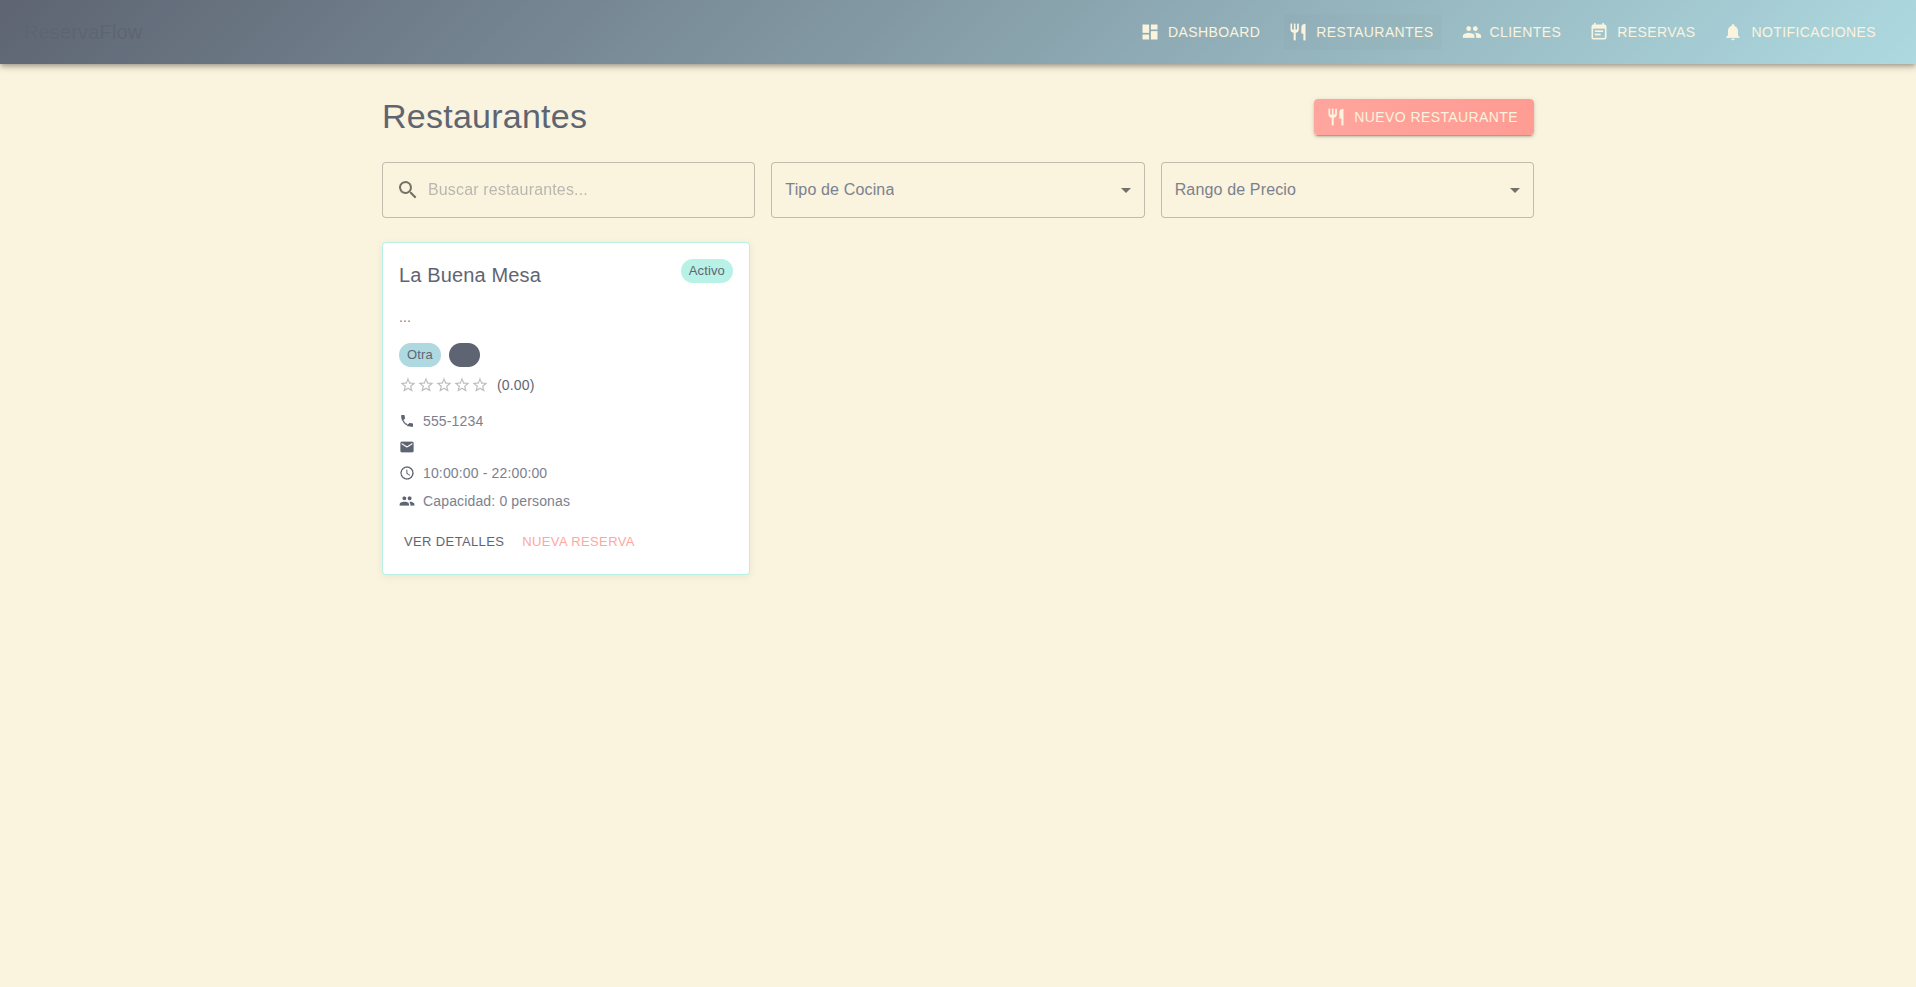 ReservaFlow
DASHBOARD
RESTAURANTES
CLIENTES
RESERVAS
NOTIFICACIONES
Restaurantes
NUEVO RESTAURANTE
Buscar restaurantes...
Tipo de Cocina
Rango de Precio
La Buena Mesa
Activo
...
Otra
(0.00)
555-1234
10:00:00 - 22:00:00
Capacidad: 0 personas
VER DETALLES
NUEVA RESERVA